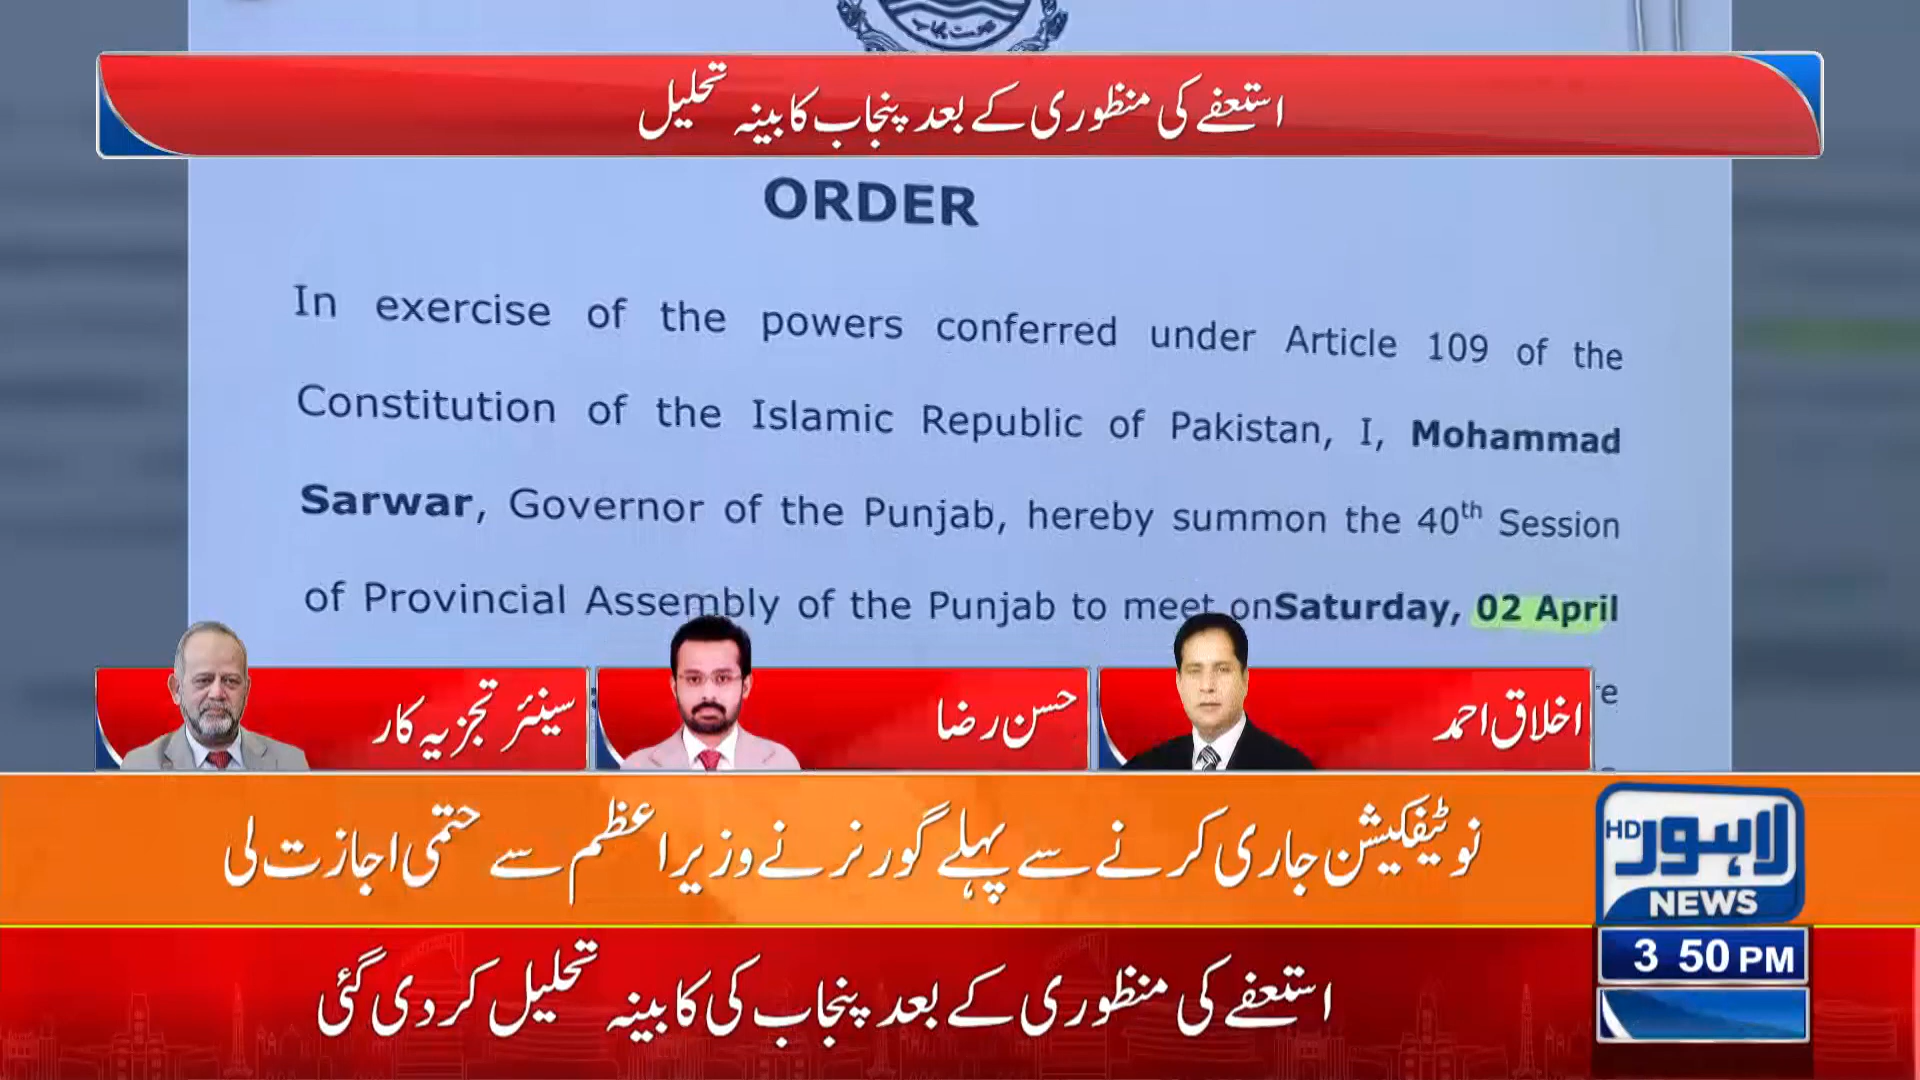 حکومت پنجاب
استعفے کی منظوری کے بعد پنجاب کابینہ تحلیل
ORDER
In exercise of the powers conferred under Article 109 of the
Constitution of the Islamic Republic of Pakistan, I, Mohammad
Sarwar, Governor of the Punjab, hereby summon the 40th Session
of Provincial Assembly of the Punjab to meet onSaturday, 02 April
سینئر تجزیہ کار
حسن رضا
اخلاق احمد
نوٹیفکیشن جاری کرنے سے پہلے گورنر نے وزیراعظم سے حتمی اجازت لی
لاہور HD
NEWS
3 50 PM
استعفے کی منظوری کے بعد پنجاب کی کابینہ تحلیل کر دی گئی